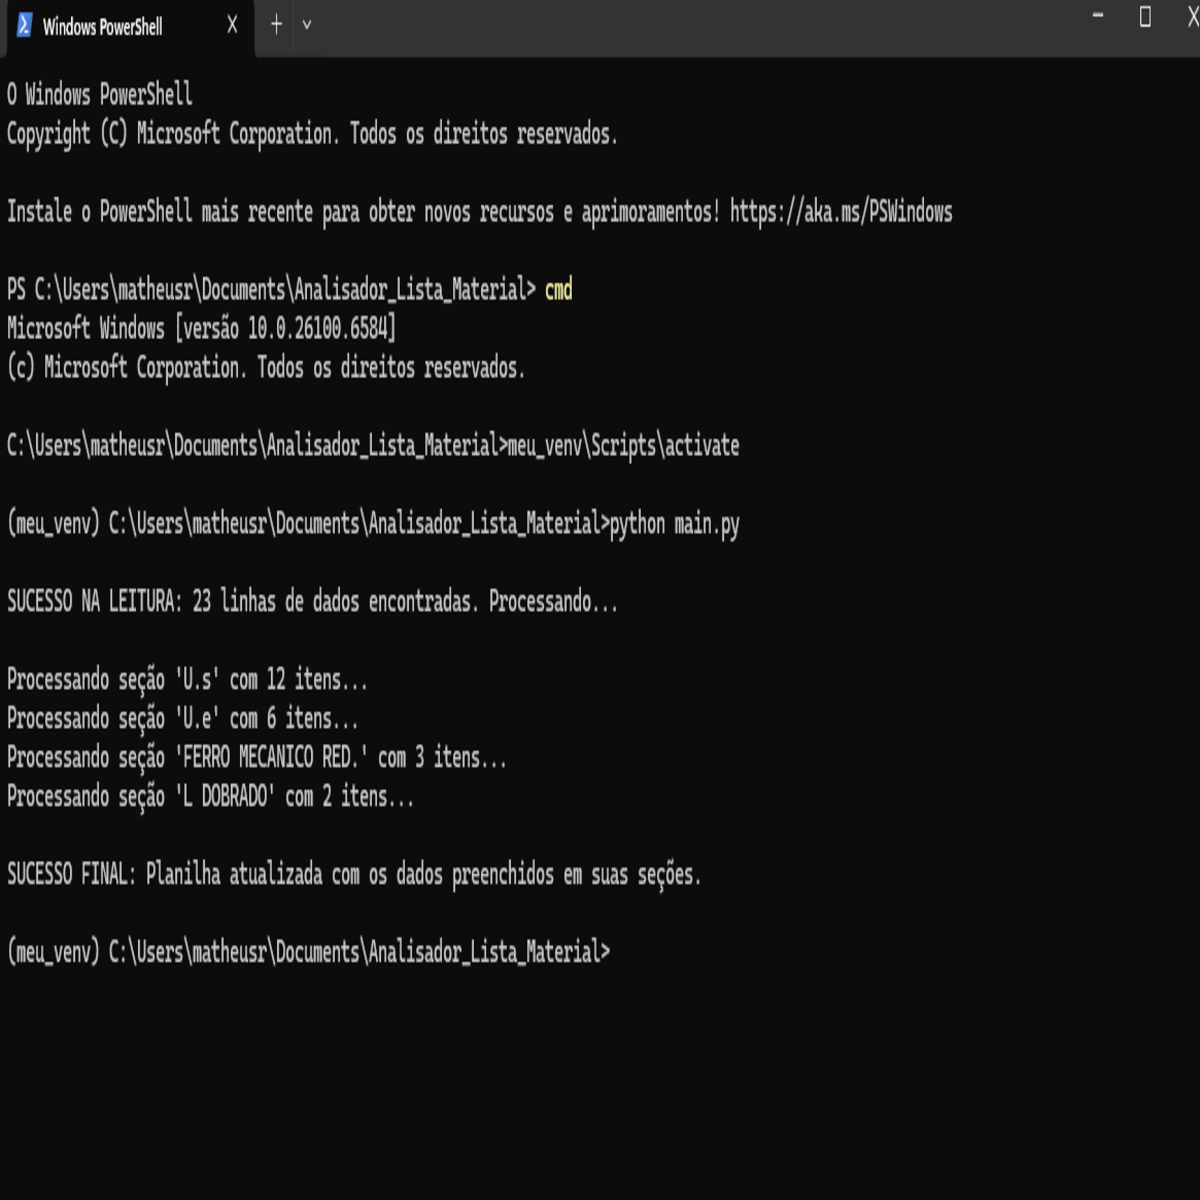 Windows PowerShell
O Windows PowerShell
Copyright (C) Microsoft Corporation. Todos os direitos reservados.
Instale o PowerShell mais recente para obter novos recursos e aprimoramentos! https://aka.ms/PSWindows
PS C:\Users\matheusr\Documents\Analisador_Lista_Material> cmd
Microsoft Windows [versão 10.0.26100.6584]
(c) Microsoft Corporation. Todos os direitos reservados.
C:\Users\matheusr\Documents\Analisador_Lista_Material>meu_venv\Scripts\activate
(meu_venv) C:\Users\matheusr\Documents\Analisador_Lista_Material>python main.py
SUCESSO NA LEITURA: 23 linhas de dados encontradas. Processando...
Processando seção 'U.s' com 12 itens...
Processando seção 'U.e' com 6 itens...
Processando seção 'FERRO MECANICO RED.' com 3 itens...
Processando seção 'L DOBRADO' com 2 itens...
SUCESSO FINAL: Planilha atualizada com os dados preenchidos em suas seções.
(meu_venv) C:\Users\matheusr\Documents\Analisador_Lista_Material>